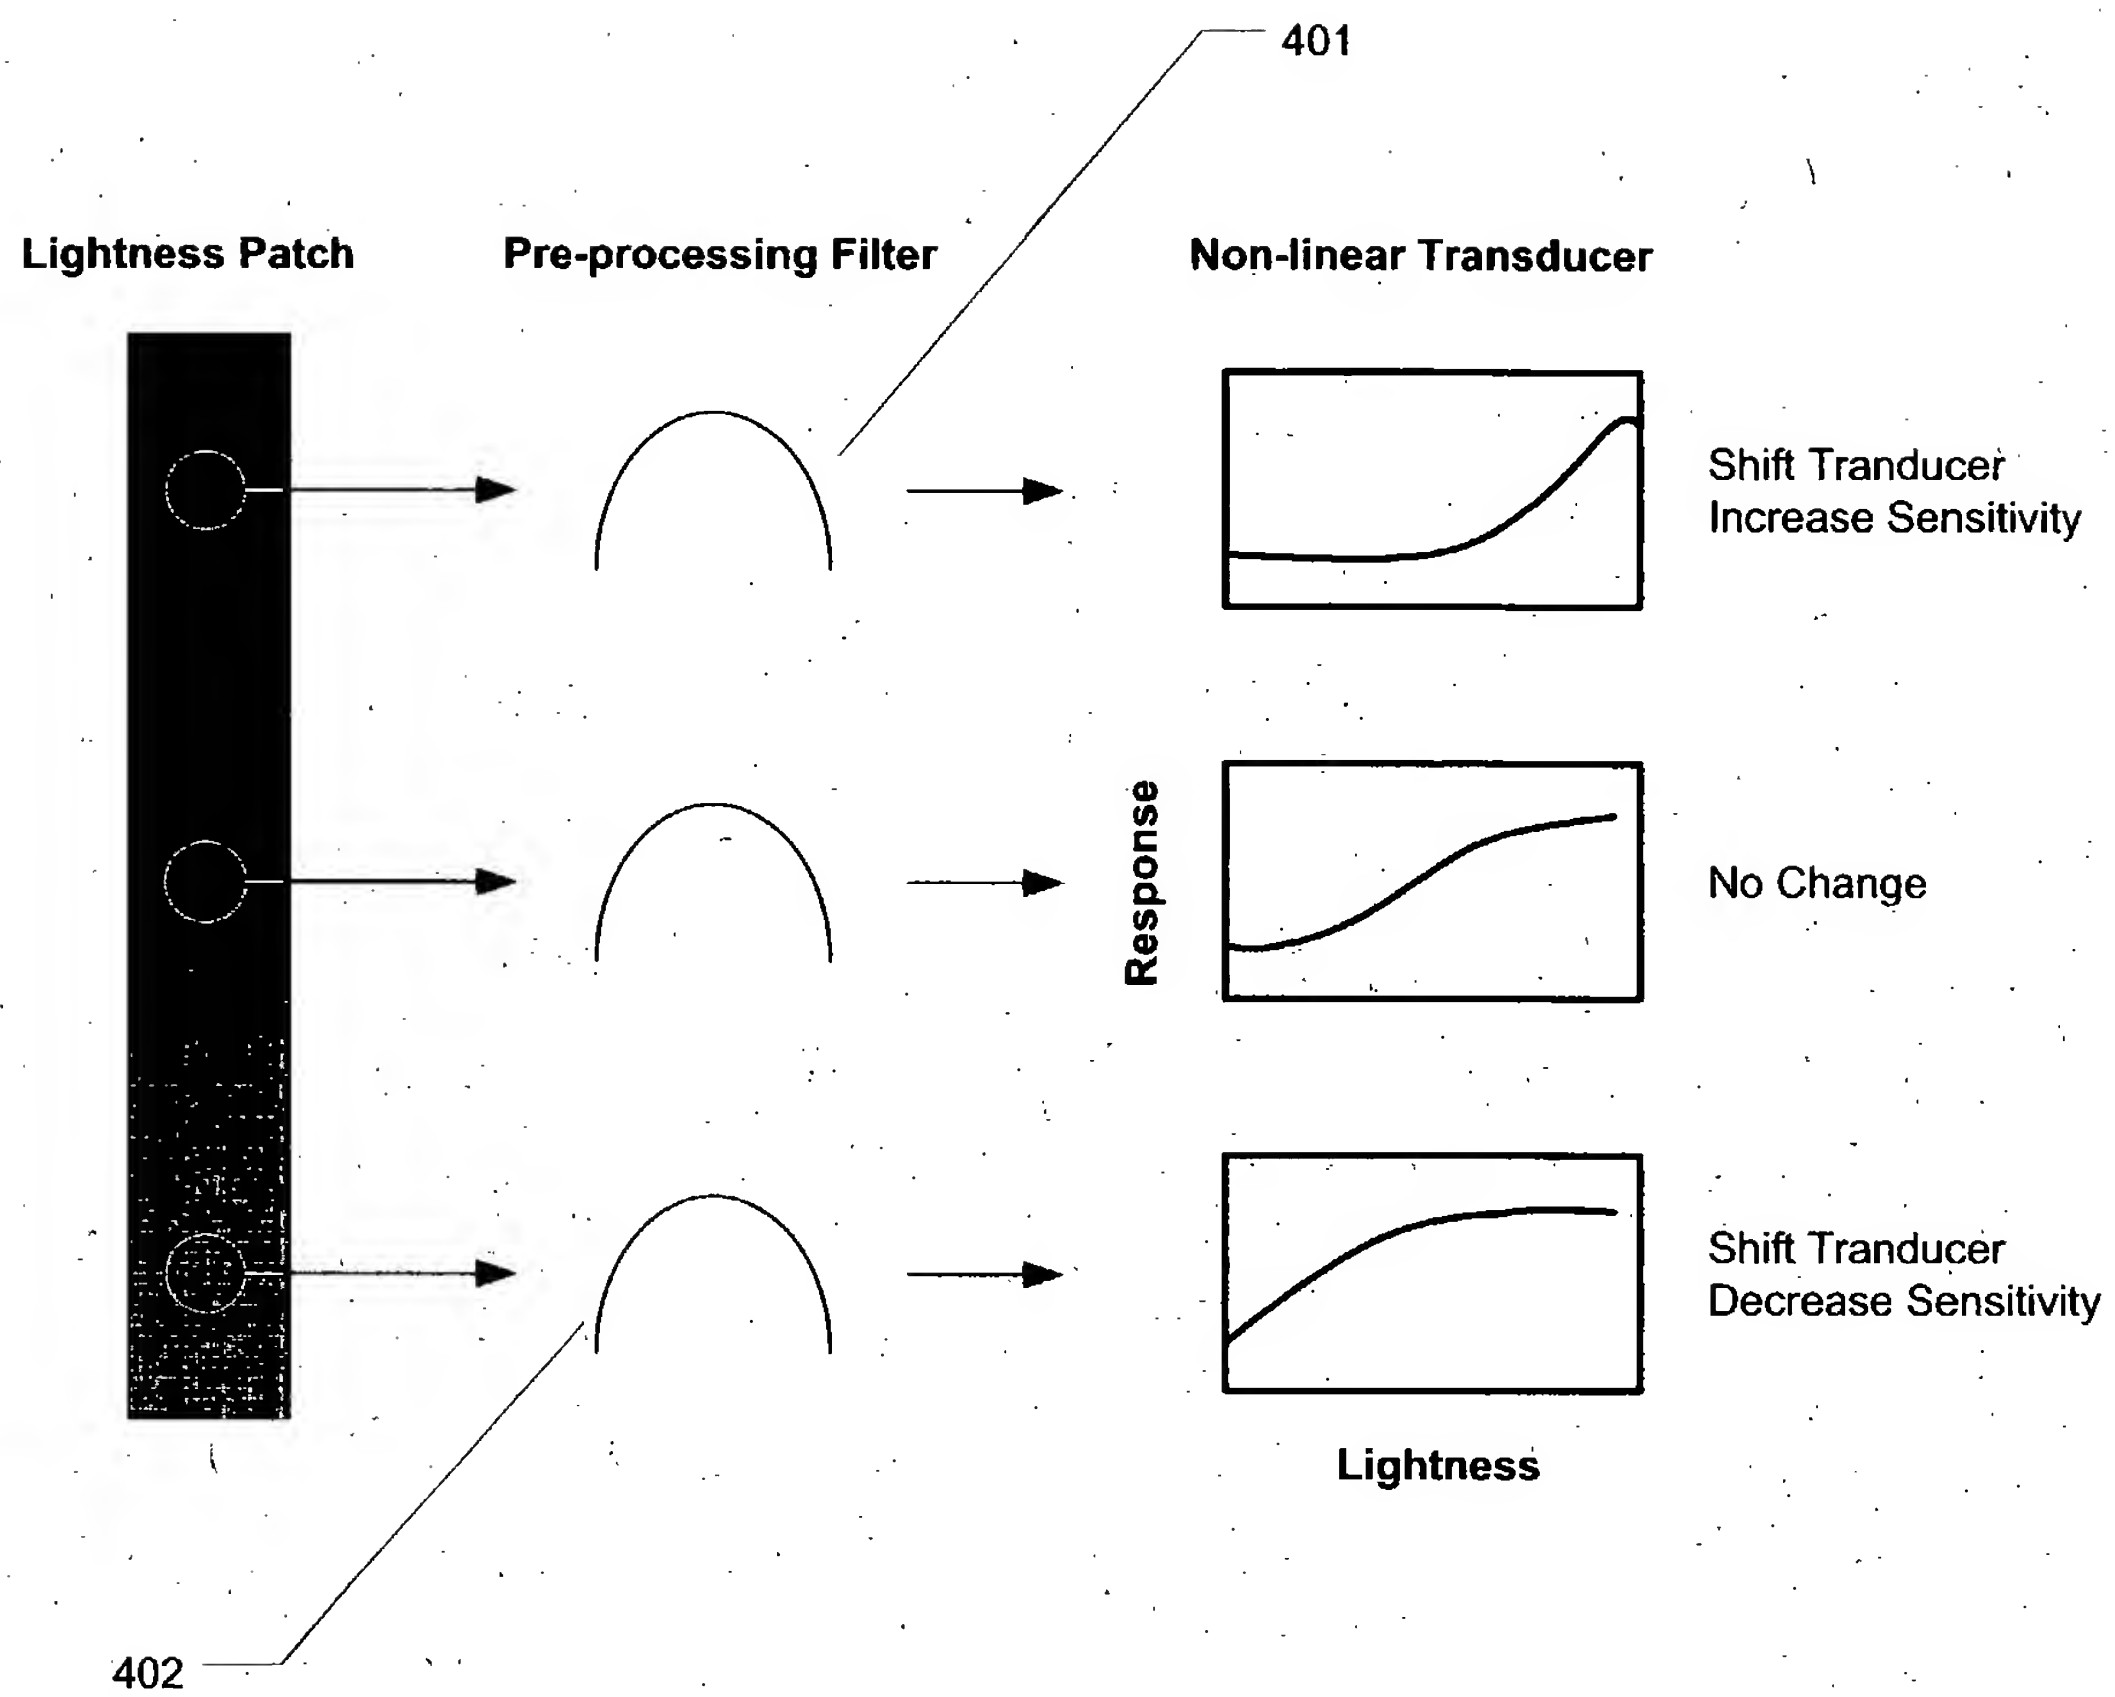 401
Lightness Patch
Pre-processing Filter
Non-linear Transducer
Shift Tranducer
Increase Sensitivity
Response
No Change
Shift Tranducer
Decrease Sensitivity
Lightness
402